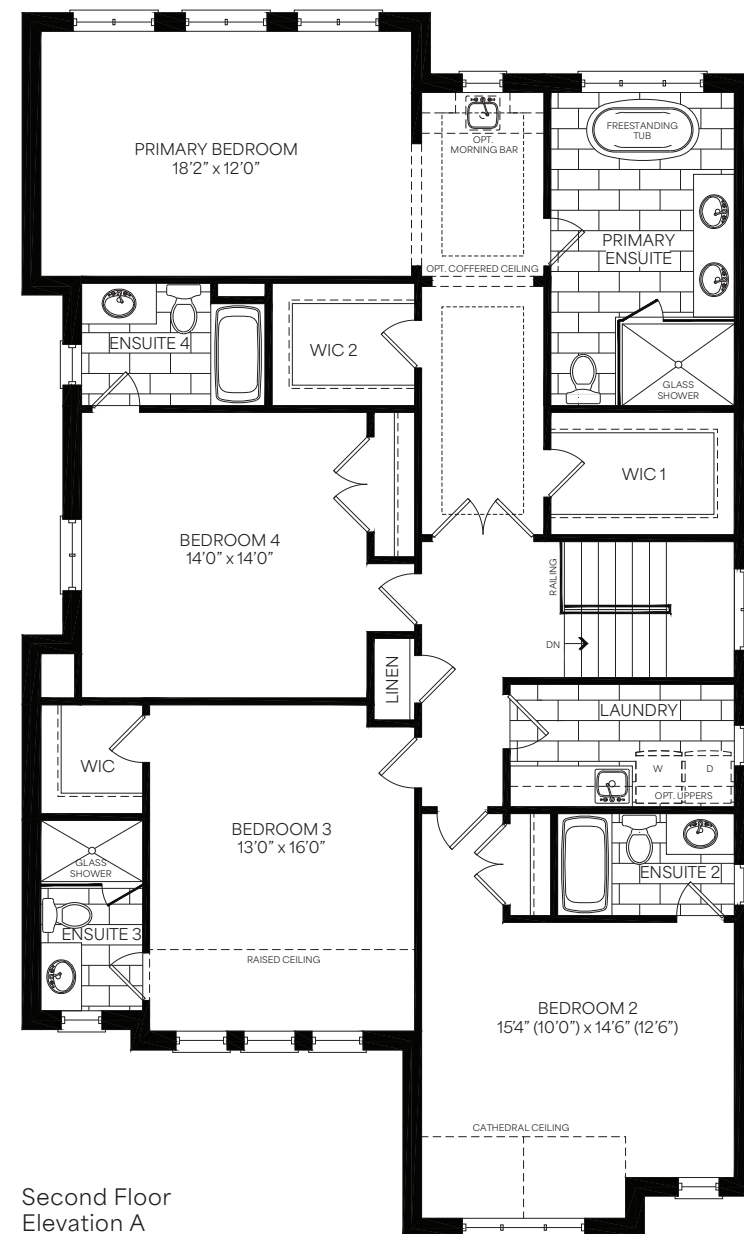 PRIMARY BEDROOM
18'2" x 12'0"
OPT.
MORNING BAR
FREESTANDING
TUB
PRIMARY
ENSUITE
OPT. COFFERED CEILING
ENSUITE 4
WIC 2
GLASS
SHOWER
WIC 1
BEDROOM 4
14'0" x 14'0"
RAILING
DN
LINEN
LAUNDRY
W
D
OPT. UPPERS
WIC
BEDROOM 3
13'0" x 16'0"
GLASS
SHOWER
ENSUITE 2
ENSUITE 3
RAISED CEILING
BEDROOM 2
15'4" (10'0") x 14'6" (12'6")
CATHEDRAL CEILING
Second Floor
Elevation A